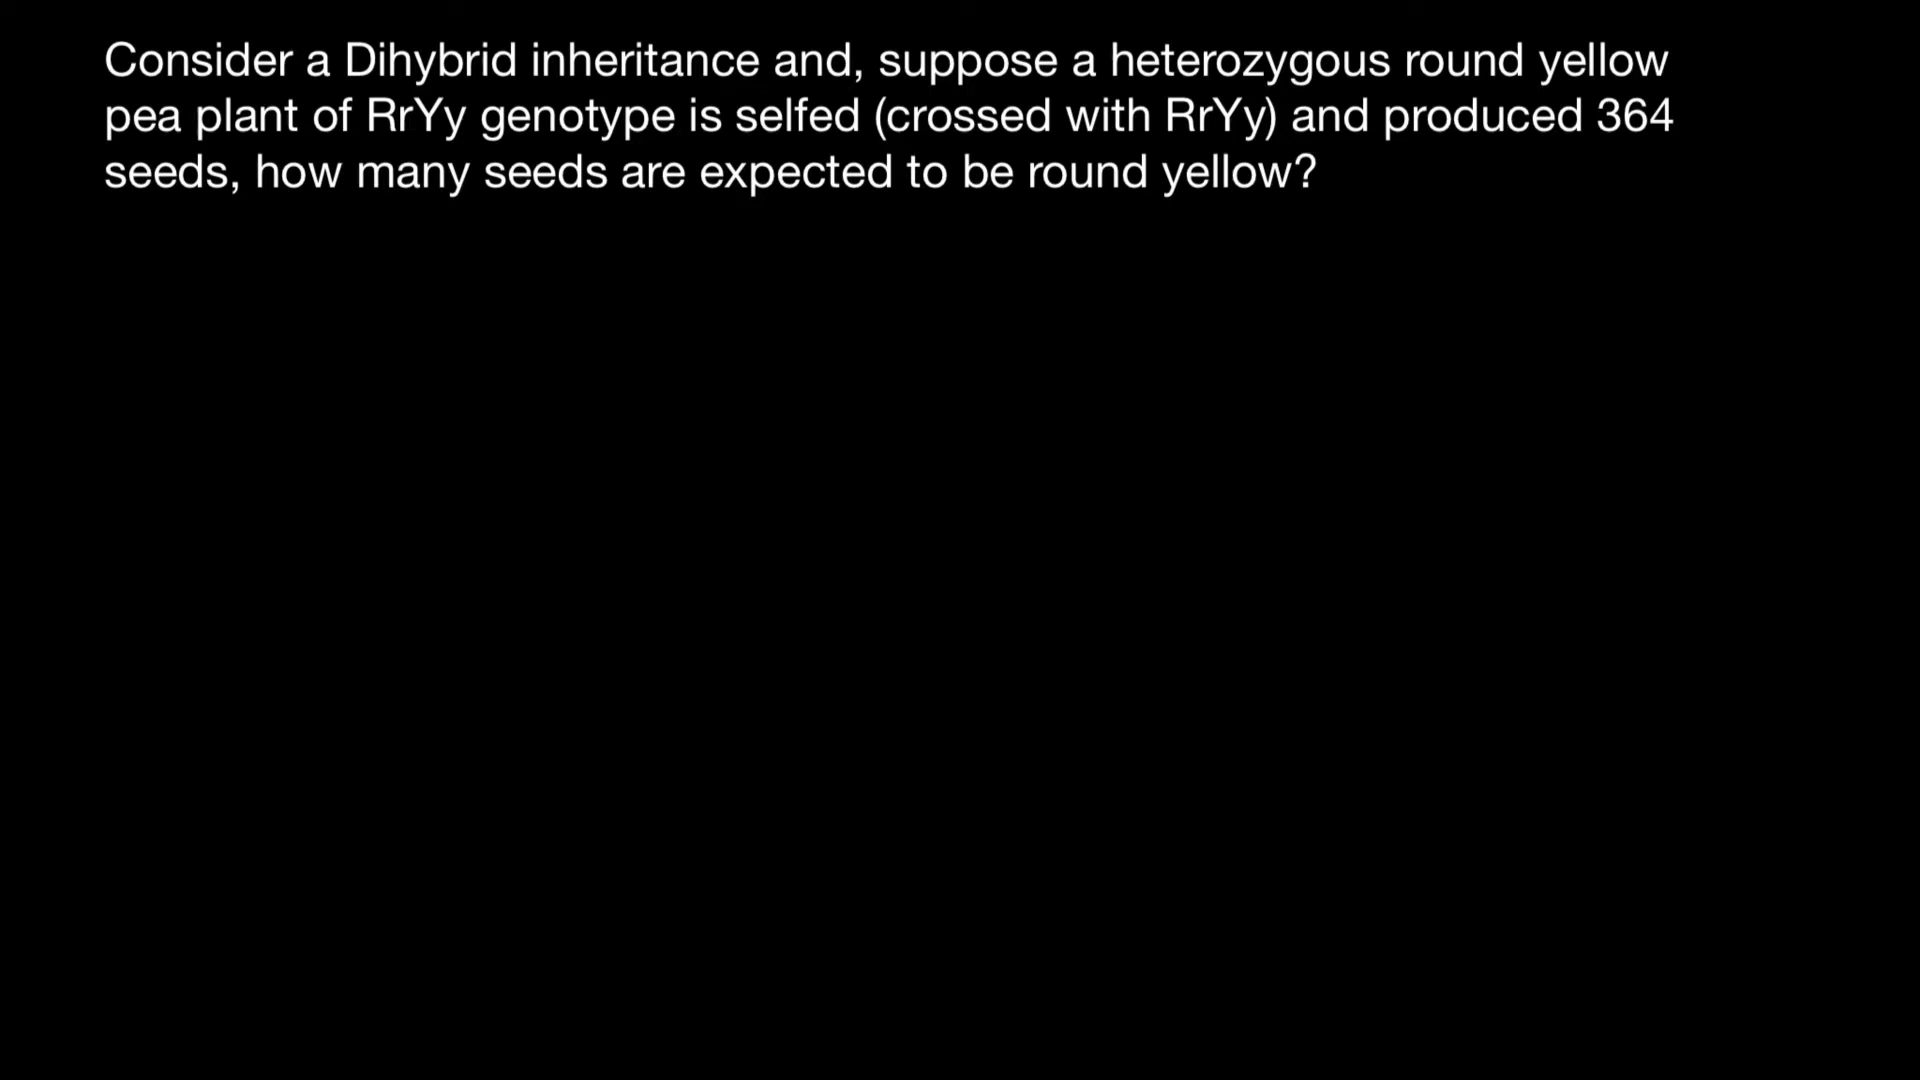 Consider a Dihybrid inheritance and, suppose a heterozygous round yellow
pea plant of RrYy genotype is selfed (crossed with RrYy) and produced 364
seeds, how many seeds are expected to be round yellow?